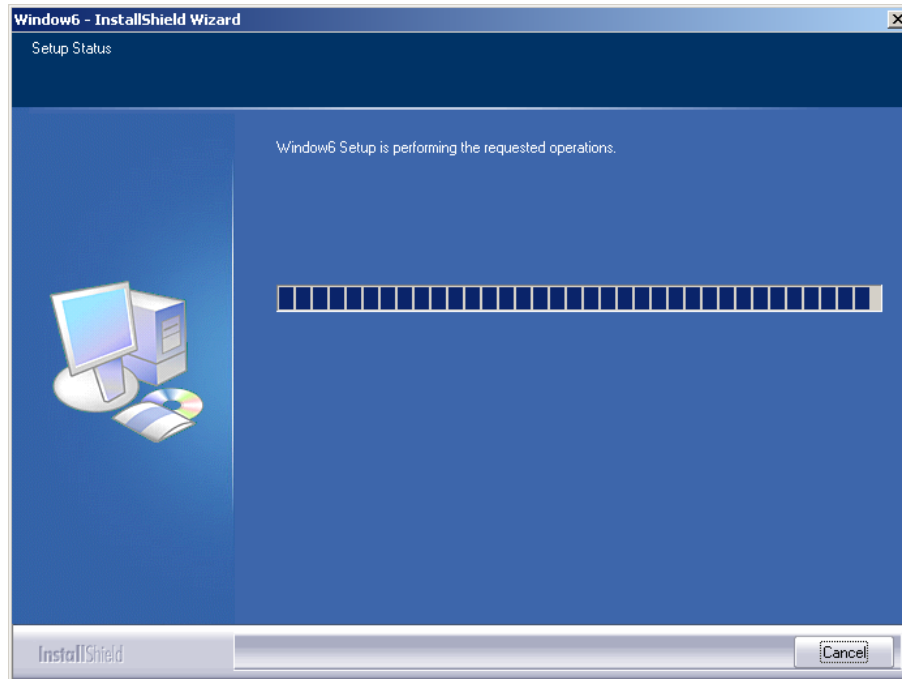 Window6 - InstallShield Wizard
Setup Status
Window6 Setup is performing the requested operations.
InstallShield
Cancel